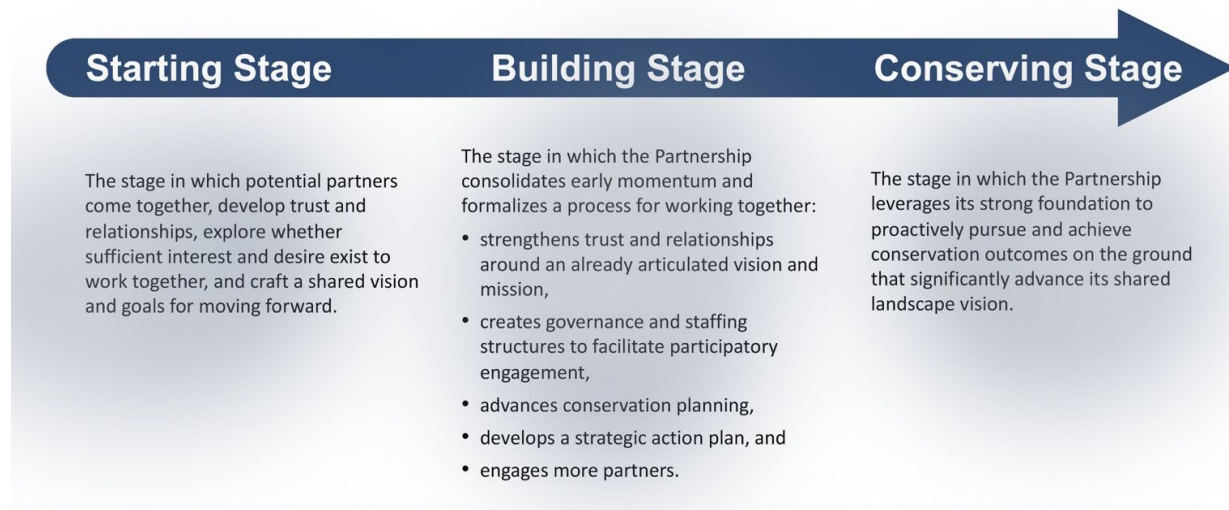 Starting Stage
Building Stage
Conserving Stage
The stage in which potential partners
come together, develop trust and
relationships, explore whether
sufficient interest and desire exist to
work together, and craft a shared vision
and goals for moving forward.
The stage in which the Partnership
consolidates early momentum and
formalizes a process for working together:
• strengthens trust and relationships
around an already articulated vision and
mission,
• creates governance and staffing
structures to facilitate participatory
engagement,
• advances conservation planning,
• develops a strategic action plan, and
• engages more partners.
The stage in which the Partnership
leverages its strong foundation to
proactively pursue and achieve
conservation outcomes on the ground
that significantly advance its shared
landscape vision.